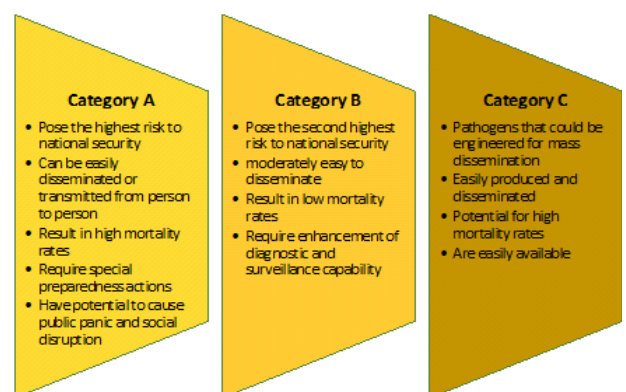 Category A
• Pose the highest risk to
national security
• Can be easily
disseminated or
transmitted from person
to person
• Result in high mortality
rates
• Require special
preparedness actions
• Have potential to cause
public panic and social
disruption
Category B
• Pose the second highest
risk to national security
• moderately easy to
disseminate
• Result in low mortality
rates
• Require enhancement of
diagnostic and
surveillance capability
Category C
• Pathogens that could be
engineered for mass
dissemination
• Easily produced and
disseminated
• Potential for high
mortality rates
• Are easily available